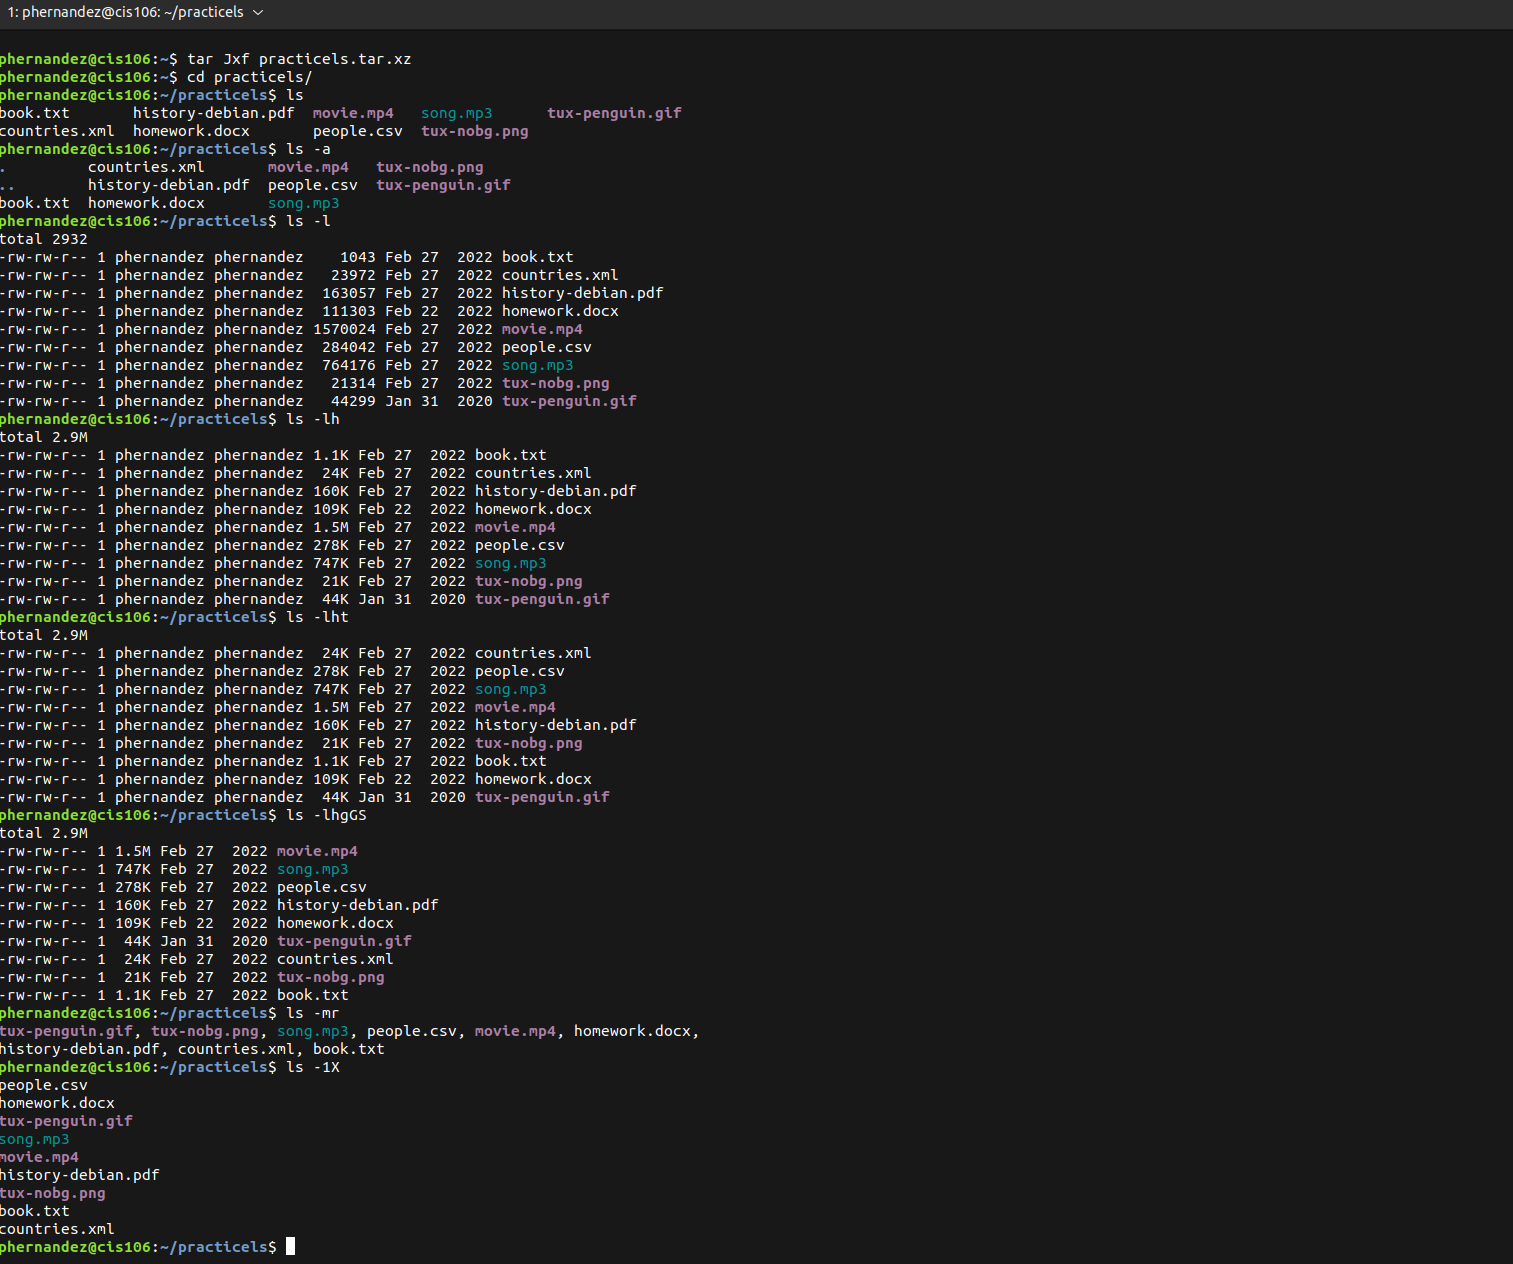 1: phernandez@cis106: ~/practicels
phernandez@cis106:~$ tar Jxf practicels.tar.xz
phernandez@cis106:~$ cd practicels/
phernandez@cis106:~/practicels$ ls
book.txt       history-debian.pdf  movie.mp4   song.mp3      tux-penguin.gif
countries.xml  homework.docx       people.csv  tux-nobg.png
phernandez@cis106:~/practicels$ ls -a
.         countries.xml       movie.mp4   tux-nobg.png
..        history-debian.pdf  people.csv  tux-penguin.gif
book.txt  homework.docx       song.mp3
phernandez@cis106:~/practicels$ ls -l
total 2932
-rw-rw-r-- 1 phernandez phernandez    1043 Feb 27  2022 book.txt
-rw-rw-r-- 1 phernandez phernandez   23972 Feb 27  2022 countries.xml
-rw-rw-r-- 1 phernandez phernandez  163057 Feb 27  2022 history-debian.pdf
-rw-rw-r-- 1 phernandez phernandez  111303 Feb 22  2022 homework.docx
-rw-rw-r-- 1 phernandez phernandez 1570024 Feb 27  2022 movie.mp4
-rw-rw-r-- 1 phernandez phernandez  284042 Feb 27  2022 people.csv
-rw-rw-r-- 1 phernandez phernandez  764176 Feb 27  2022 song.mp3
-rw-rw-r-- 1 phernandez phernandez   21314 Feb 27  2022 tux-nobg.png
-rw-rw-r-- 1 phernandez phernandez   44299 Jan 31  2020 tux-penguin.gif
phernandez@cis106:~/practicels$ ls -lh
total 2.9M
-rw-rw-r-- 1 phernandez phernandez 1.1K Feb 27  2022 book.txt
-rw-rw-r-- 1 phernandez phernandez  24K Feb 27  2022 countries.xml
-rw-rw-r-- 1 phernandez phernandez 160K Feb 27  2022 history-debian.pdf
-rw-rw-r-- 1 phernandez phernandez 109K Feb 22  2022 homework.docx
-rw-rw-r-- 1 phernandez phernandez 1.5M Feb 27  2022 movie.mp4
-rw-rw-r-- 1 phernandez phernandez 278K Feb 27  2022 people.csv
-rw-rw-r-- 1 phernandez phernandez 747K Feb 27  2022 song.mp3
-rw-rw-r-- 1 phernandez phernandez  21K Feb 27  2022 tux-nobg.png
-rw-rw-r-- 1 phernandez phernandez  44K Jan 31  2020 tux-penguin.gif
phernandez@cis106:~/practicels$ ls -lht
total 2.9M
-rw-rw-r-- 1 phernandez phernandez  24K Feb 27  2022 countries.xml
-rw-rw-r-- 1 phernandez phernandez 278K Feb 27  2022 people.csv
-rw-rw-r-- 1 phernandez phernandez 747K Feb 27  2022 song.mp3
-rw-rw-r-- 1 phernandez phernandez 1.5M Feb 27  2022 movie.mp4
-rw-rw-r-- 1 phernandez phernandez 160K Feb 27  2022 history-debian.pdf
-rw-rw-r-- 1 phernandez phernandez  21K Feb 27  2022 tux-nobg.png
-rw-rw-r-- 1 phernandez phernandez 1.1K Feb 27  2022 book.txt
-rw-rw-r-- 1 phernandez phernandez 109K Feb 22  2022 homework.docx
-rw-rw-r-- 1 phernandez phernandez  44K Jan 31  2020 tux-penguin.gif
phernandez@cis106:~/practicels$ ls -lhgGS
total 2.9M
-rw-rw-r-- 1 1.5M Feb 27  2022 movie.mp4
-rw-rw-r-- 1 747K Feb 27  2022 song.mp3
-rw-rw-r-- 1 278K Feb 27  2022 people.csv
-rw-rw-r-- 1 160K Feb 27  2022 history-debian.pdf
-rw-rw-r-- 1 109K Feb 22  2022 homework.docx
-rw-rw-r-- 1  44K Jan 31  2020 tux-penguin.gif
-rw-rw-r-- 1  24K Feb 27  2022 countries.xml
-rw-rw-r-- 1  21K Feb 27  2022 tux-nobg.png
-rw-rw-r-- 1 1.1K Feb 27  2022 book.txt
phernandez@cis106:~/practicels$ ls -mr
tux-penguin.gif, tux-nobg.png, song.mp3, people.csv, movie.mp4, homework.docx,
history-debian.pdf, countries.xml, book.txt
phernandez@cis106:~/practicels$ ls -1X
people.csv
homework.docx
tux-penguin.gif
song.mp3
movie.mp4
history-debian.pdf
tux-nobg.png
book.txt
countries.xml
phernandez@cis106:~/practicels$